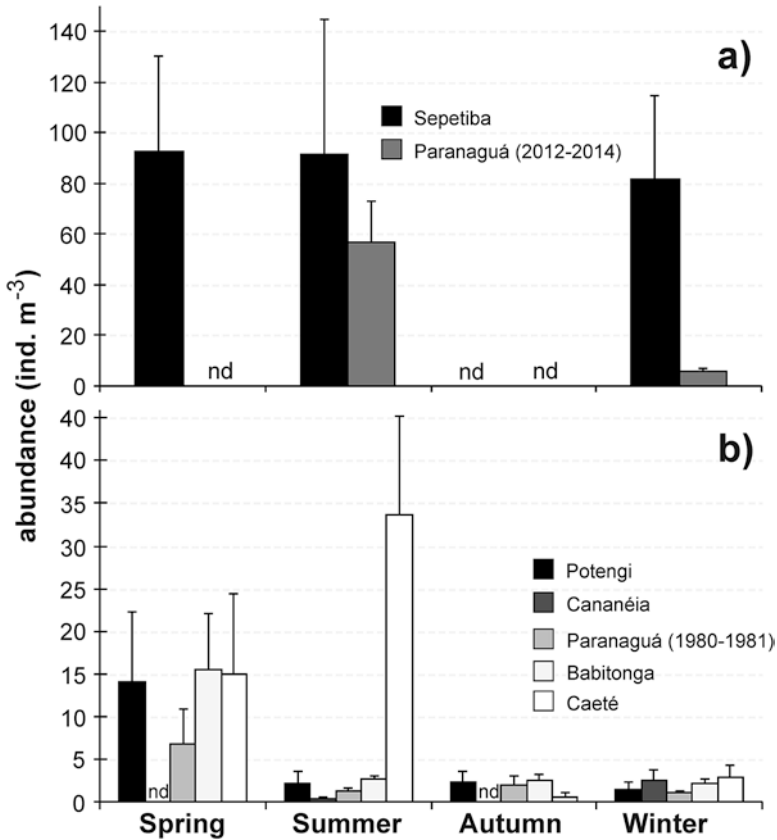 abundance (ind. m⁻³)
a)
140
120
100
80
60
40
20
0
Sepetiba
Paranaguá (2012-2014)
nd
nd
nd
b)
40
35
30
25
20
15
10
5
0
Potengi
Cananéia
Paranaguá (1980-1981)
Babitonga
Caeté
nd
nd
Spring
Summer
Autumn
Winter